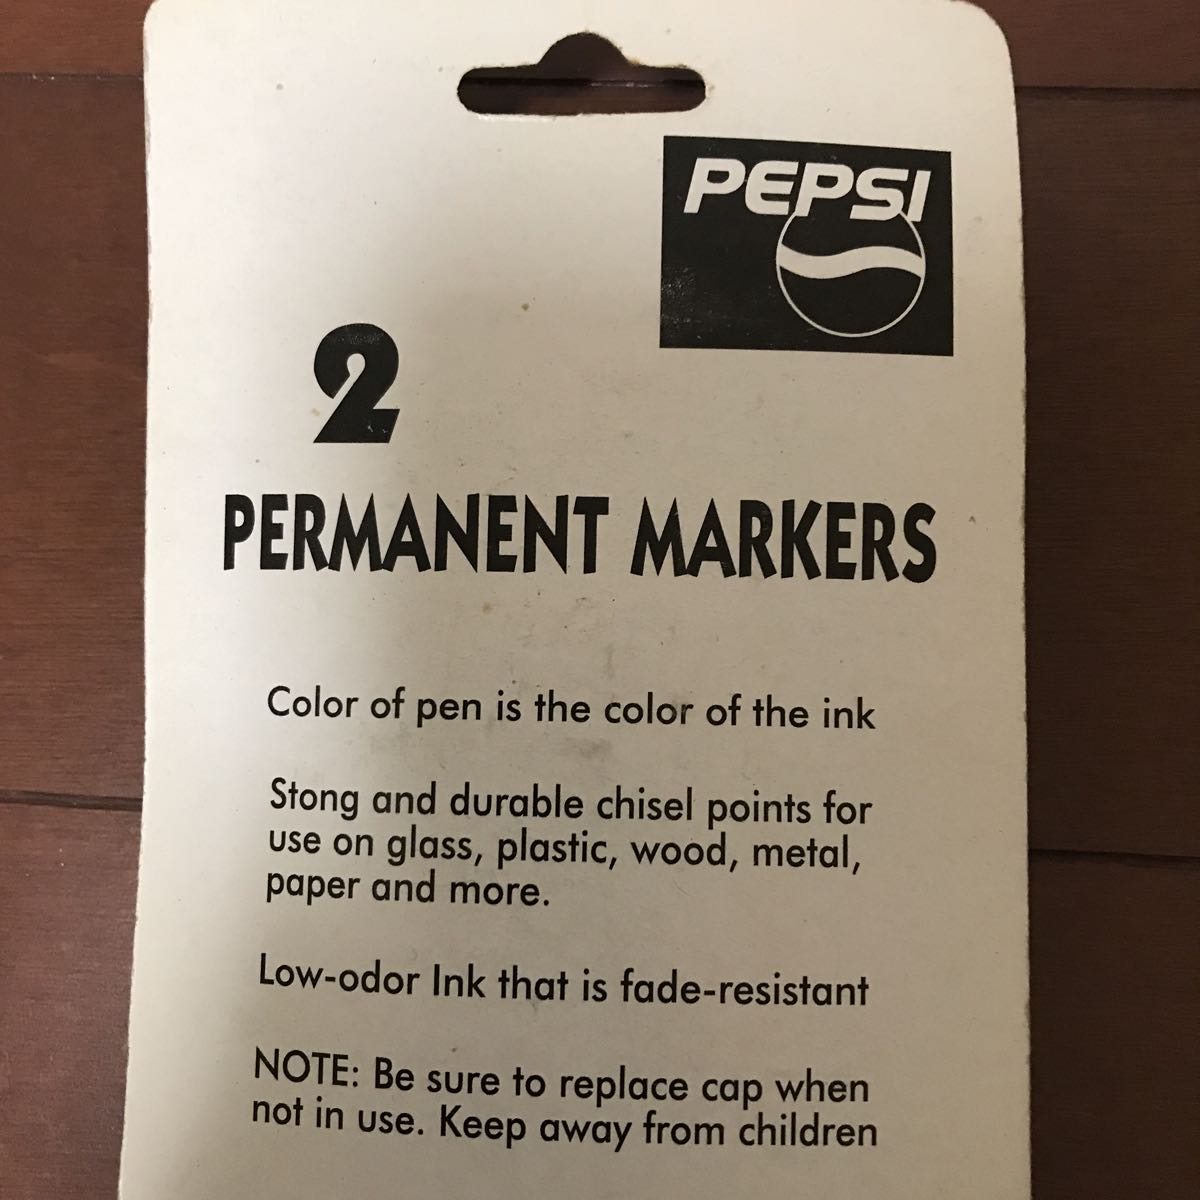 PEPSI
2
PERMANENT MARKERS
Color of pen is the color of the ink
Stong and durable chisel points for
use on glass, plastic, wood, metal,
paper and more.
Low-odor Ink that is fade-resistant
NOTE: Be sure to replace cap when
not in use. Keep away from children